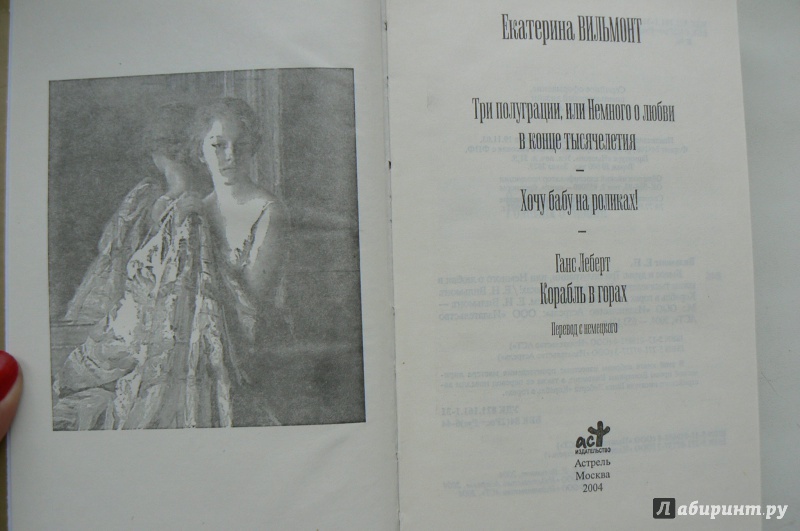 Екатерина ВИЛЬМОНТ
Три полуграции, или Немного о любви
в конце тысячелетия
–
Хочу бабу на роликах!
–
Ганс Леберт
Корабль в горах
Перевод с немецкого
аст
ИЗДАТЕЛЬСТВО
Астрель
Москва
2004
Лабиринт.ру